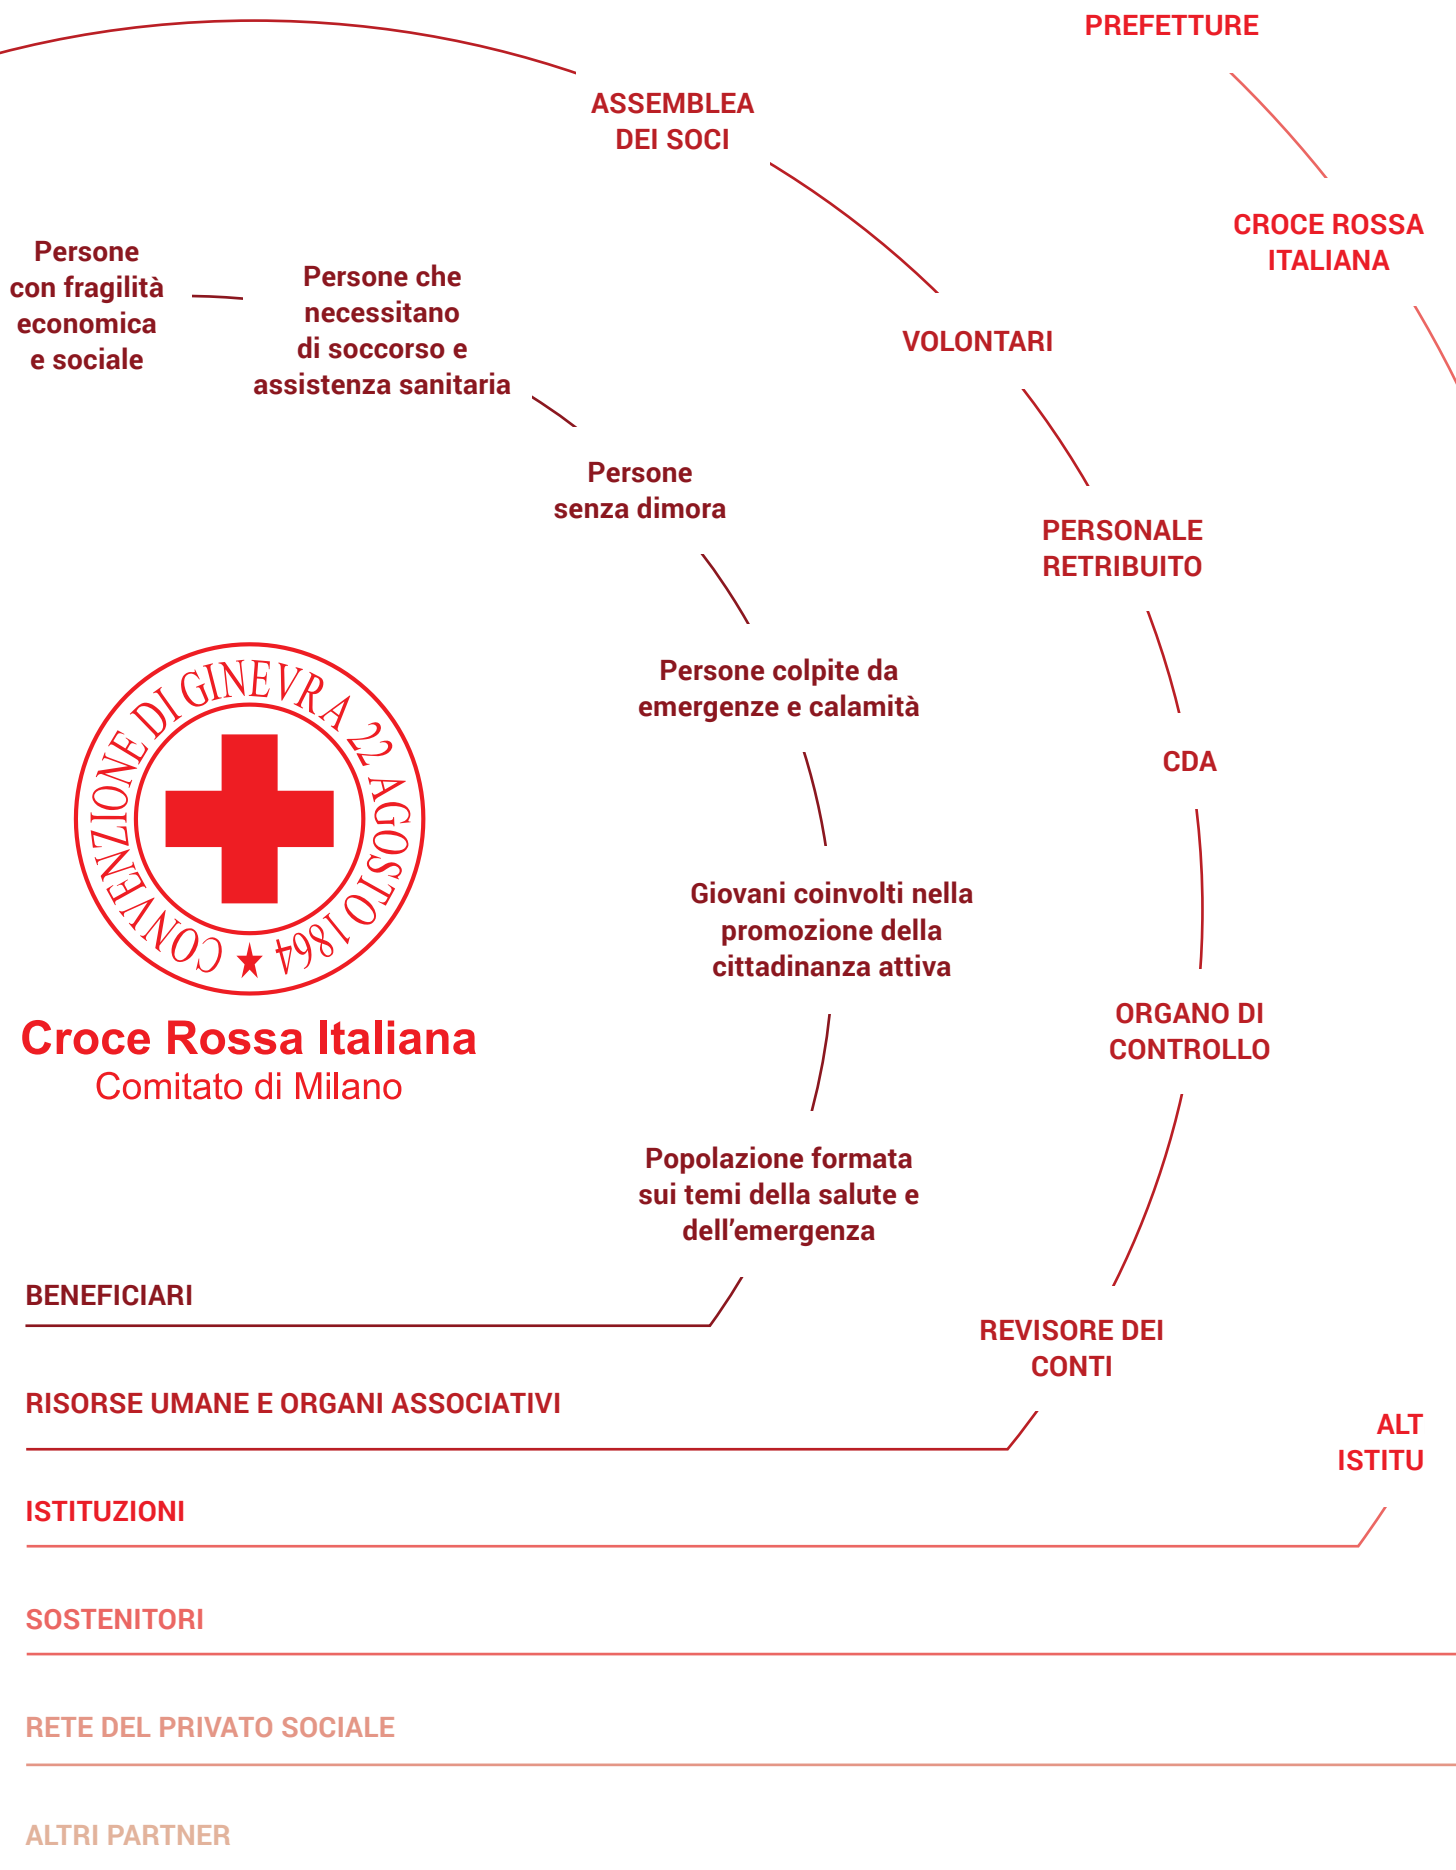 PREFETTURE
ASSEMBLEA
DEI SOCI
CROCE ROSSA
ITALIANA
Persone
con fragilità
economica
e sociale
Persone che
necessitano
di soccorso e
assistenza sanitaria
VOLONTARI
Persone
senza dimora
PERSONALE
RETRIBUITO
Persone colpite da
emergenze e calamità
CDA
CONVENZIONE DI GINEVRA 22 AGOSTO 1864
Giovani coinvolti nella
promozione della
cittadinanza attiva
Croce Rossa Italiana
Comitato di Milano
ORGANO DI
CONTROLLO
Popolazione formata
sui temi della salute e
dell’emergenza
BENEFICIARI
REVISORE DEI
CONTI
RISORSE UMANE E ORGANI ASSOCIATIVI
ALT
ISTITU
ISTITUZIONI
SOSTENITORI
RETE DEL PRIVATO SOCIALE
ALTRI PARTNER